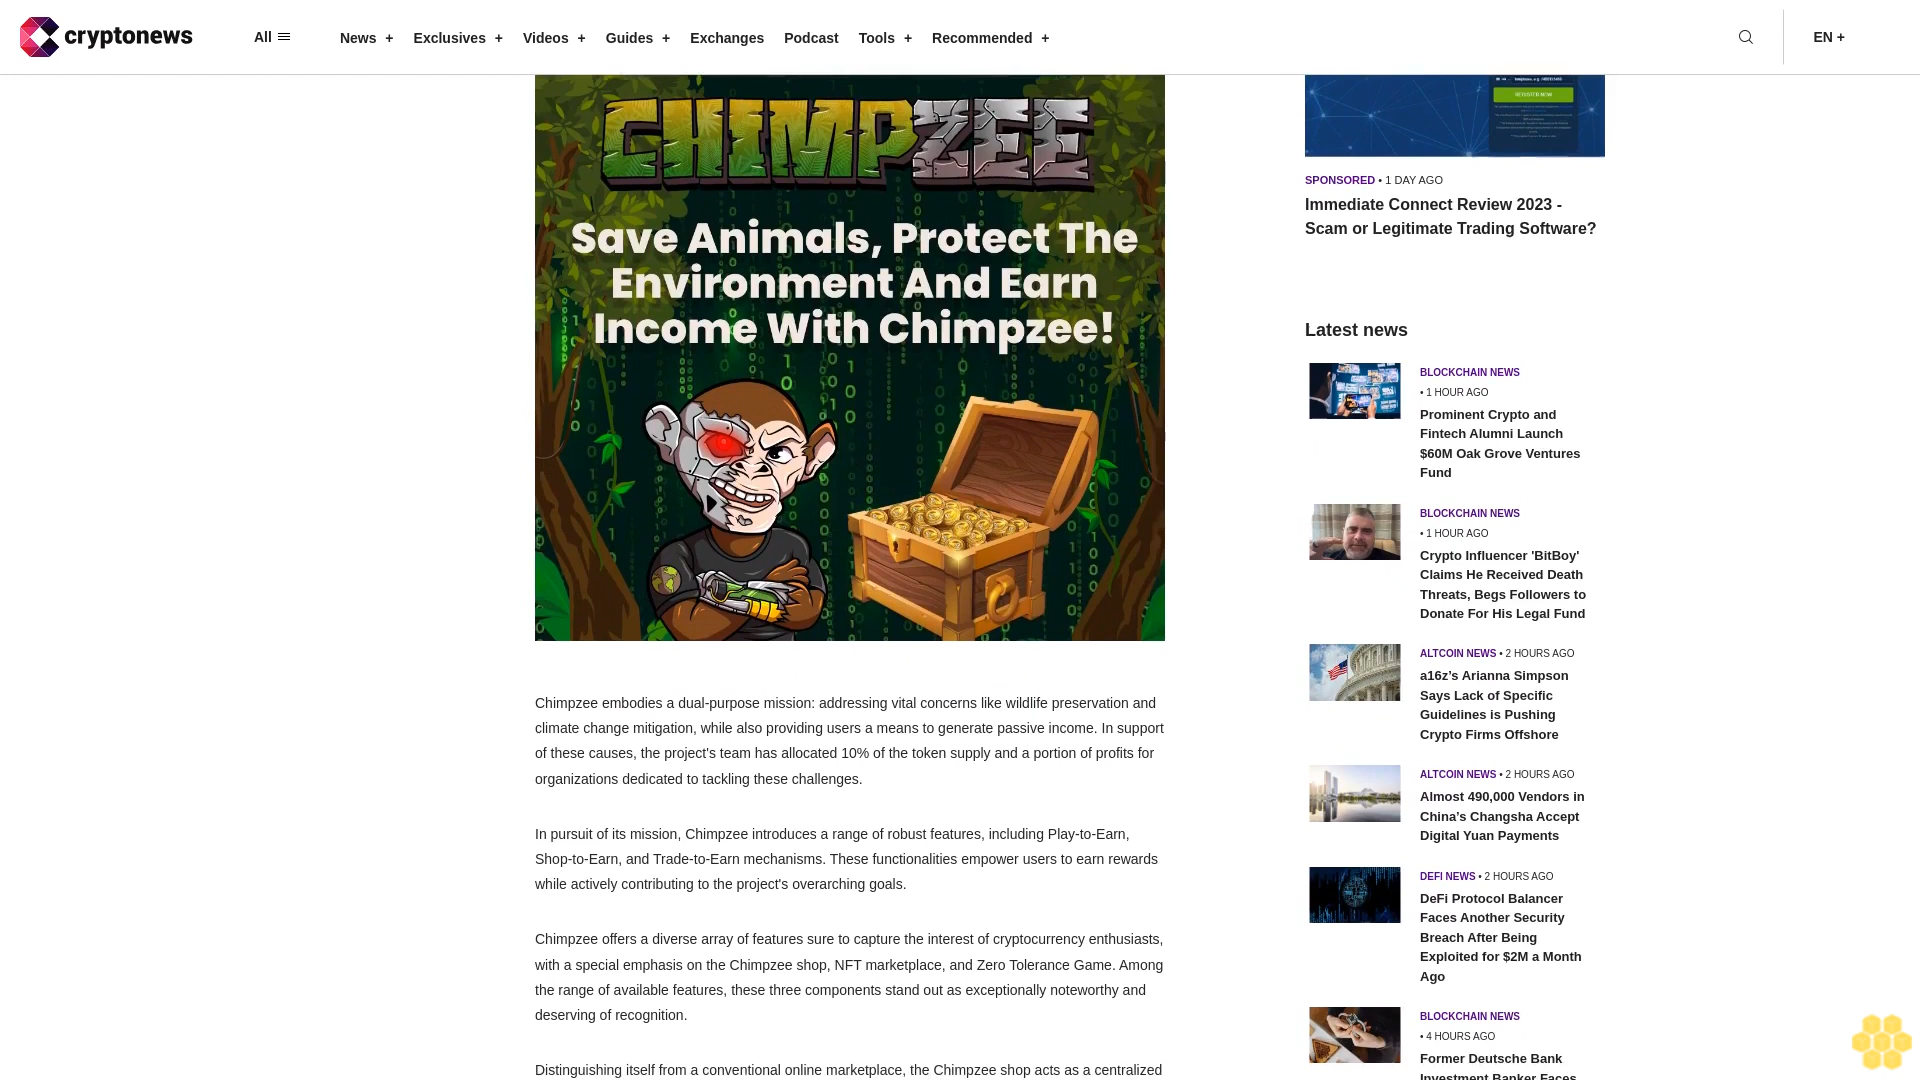 cryptonews
All
News +
Exclusives +
Videos +
Guides +
Exchanges
Podcast
Tools +
Recommended +
EN +
CHIMPZEE
Save Animals, Protect The
Environment And Earn
Income With Chimpzee!
Chimpzee embodies a dual-purpose mission: addressing vital concerns like wildlife preservation and
climate change mitigation, while also providing users a means to generate passive income. In support
of these causes, the project's team has allocated 10% of the token supply and a portion of profits for
organizations dedicated to tackling these challenges.
In pursuit of its mission, Chimpzee introduces a range of robust features, including Play-to-Earn,
Shop-to-Earn, and Trade-to-Earn mechanisms. These functionalities empower users to earn rewards
while actively contributing to the project's overarching goals.
Chimpzee offers a diverse array of features sure to capture the interest of cryptocurrency enthusiasts,
with a special emphasis on the Chimpzee shop, NFT marketplace, and Zero Tolerance Game. Among
the range of available features, these three components stand out as exceptionally noteworthy and
deserving of recognition.
Distinguishing itself from a conventional online marketplace, the Chimpzee shop acts as a centralized
REGISTER NOW
SPONSORED • 1 DAY AGO
Immediate Connect Review 2023 -
Scam or Legitimate Trading Software?
Latest news
BLOCKCHAIN NEWS
• 1 HOUR AGO
Prominent Crypto and
Fintech Alumni Launch
$60M Oak Grove Ventures
Fund
BLOCKCHAIN NEWS
• 1 HOUR AGO
Crypto Influencer 'BitBoy'
Claims He Received Death
Threats, Begs Followers to
Donate For His Legal Fund
ALTCOIN NEWS • 2 HOURS AGO
a16z’s Arianna Simpson
Says Lack of Specific
Guidelines is Pushing
Crypto Firms Offshore
ALTCOIN NEWS • 2 HOURS AGO
Almost 490,000 Vendors in
China’s Changsha Accept
Digital Yuan Payments
DEFI NEWS • 2 HOURS AGO
DeFi Protocol Balancer
Faces Another Security
Breach After Being
Exploited for $2M a Month
Ago
BLOCKCHAIN NEWS
• 4 HOURS AGO
Former Deutsche Bank
Investment Banker Faces